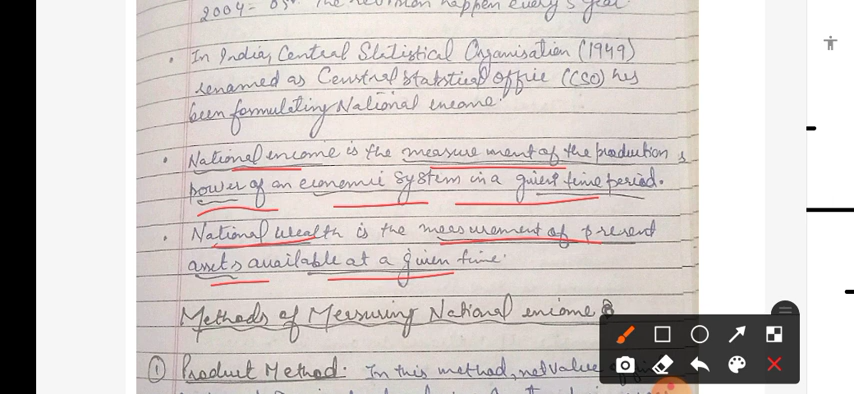 2004-05. The revision happen every 5 year.
• In India, Central Statistical Organisation (1949)
renamed as Central Statistical Office (CSO) has
been formulating National income.
• National income is the measurement of the production
power of an economic system in a given time period.
• National Wealth is the measurement of present
assets available at a given time.
Methods of Measuring National income
① Product Method: In this method, net value